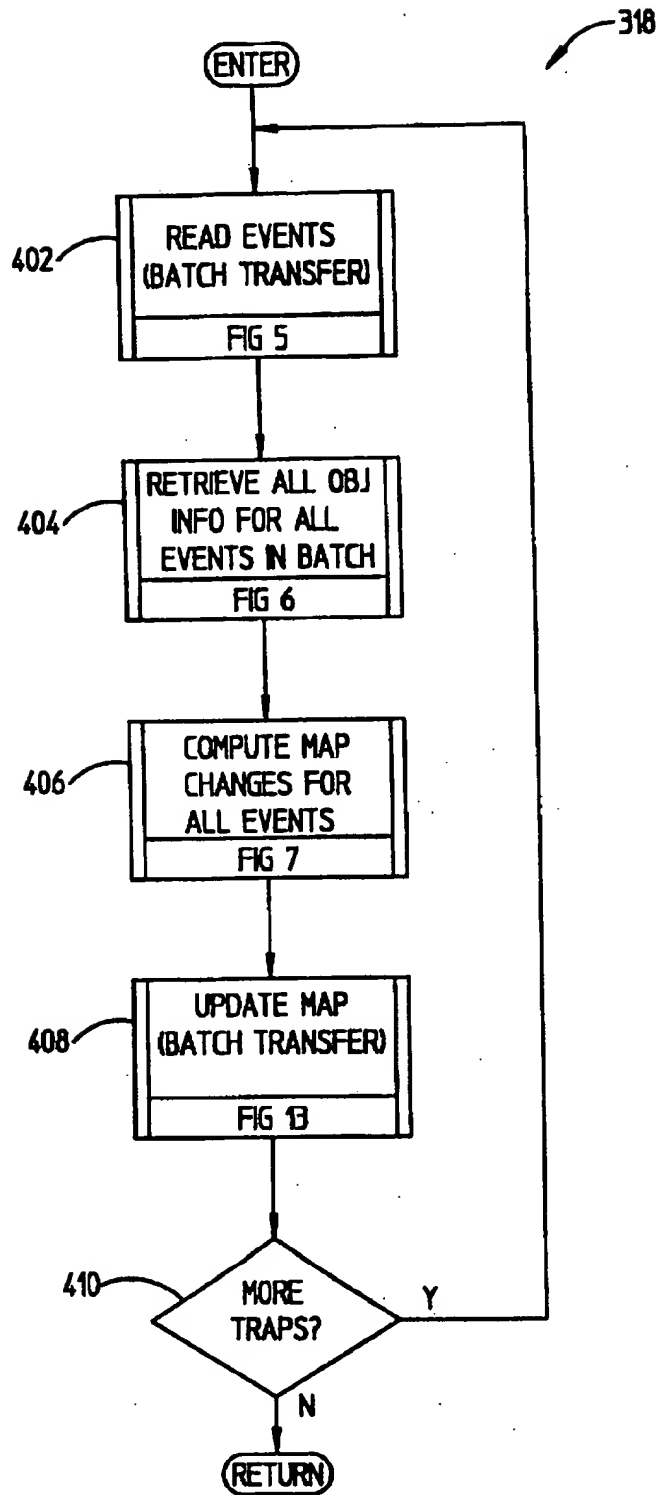 318
ENTER
402
READ EVENTS
(BATCH TRANSFER)
FIG 5
404
RETRIEVE ALL OBJ
INFO FOR ALL
EVENTS IN BATCH
FIG 6
406
COMPUTE MAP
CHANGES FOR
ALL EVENTS
FIG 7
408
UPDATE MAP
(BATCH TRANSFER)
FIG 13
410
MORE
TRAPS?
Y
N
RETURN